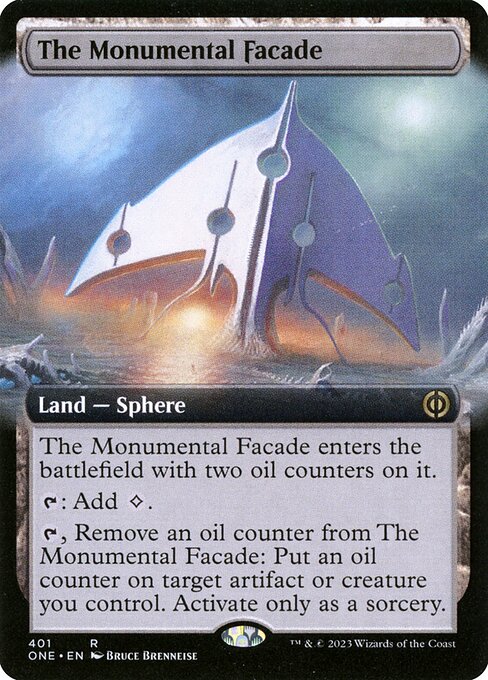 The Monumental Facade
Land — Sphere
The Monumental Facade enters the
battlefield with two oil counters on it.
: Add .
, Remove an oil counter from The
Monumental Facade: Put an oil
counter on target artifact or creature
you control. Activate only as a sorcery.
401 R
ONE • EN Bruce Brenneise
™ & © 2023 Wizards of the Coast